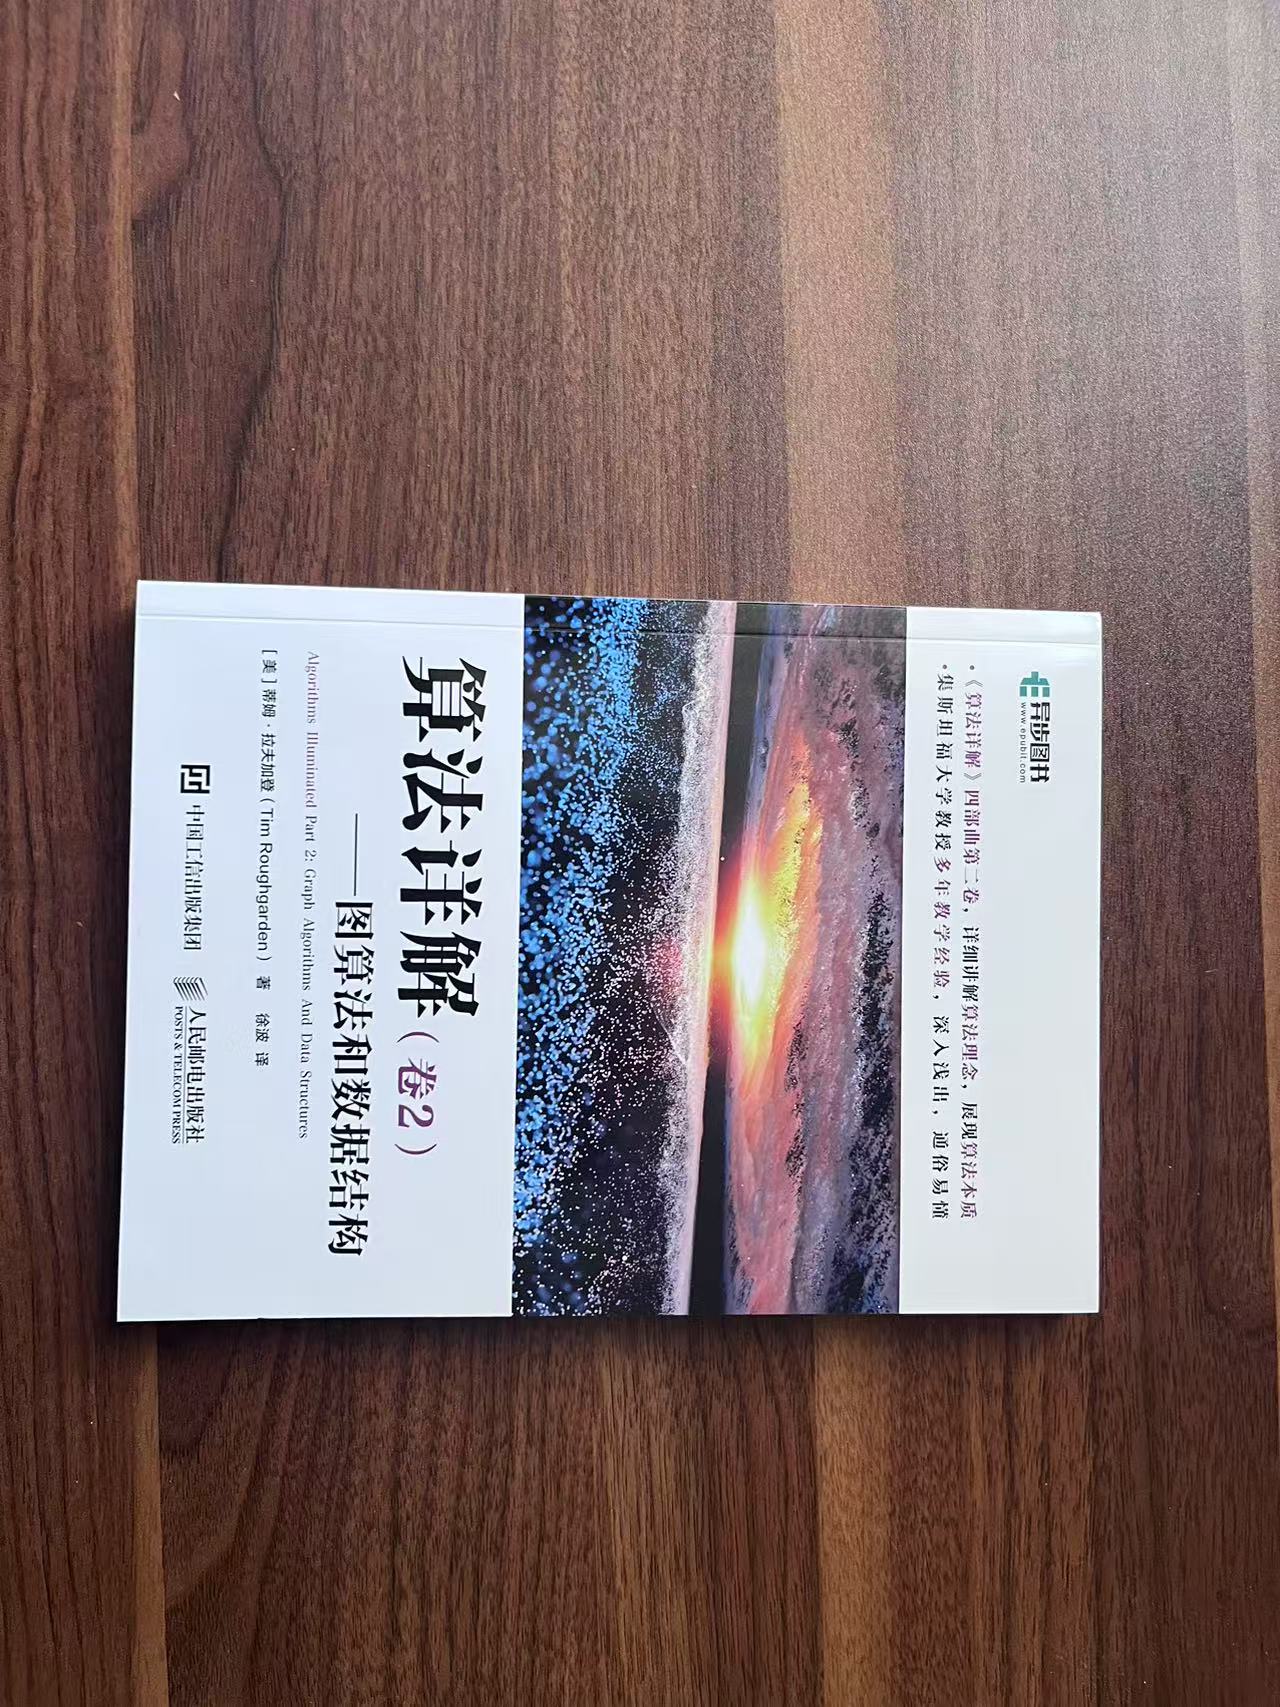 异步图书
www.epubit.com
•《算法详解》四部曲第二卷，详细讲解算法理念，展现算法本质
•集斯坦福大学教授多年教学经验，深入浅出，通俗易懂
算法详解（卷2）
——图算法和数据结构
Algorithms Illuminated Part 2: Graph Algorithms And Data Structures
［美］蒂姆·拉夫加登（Tim Roughgarden） 著 徐波 译
中国工信出版集团 人民邮电出版社
POSTS & TELECOM PRESS